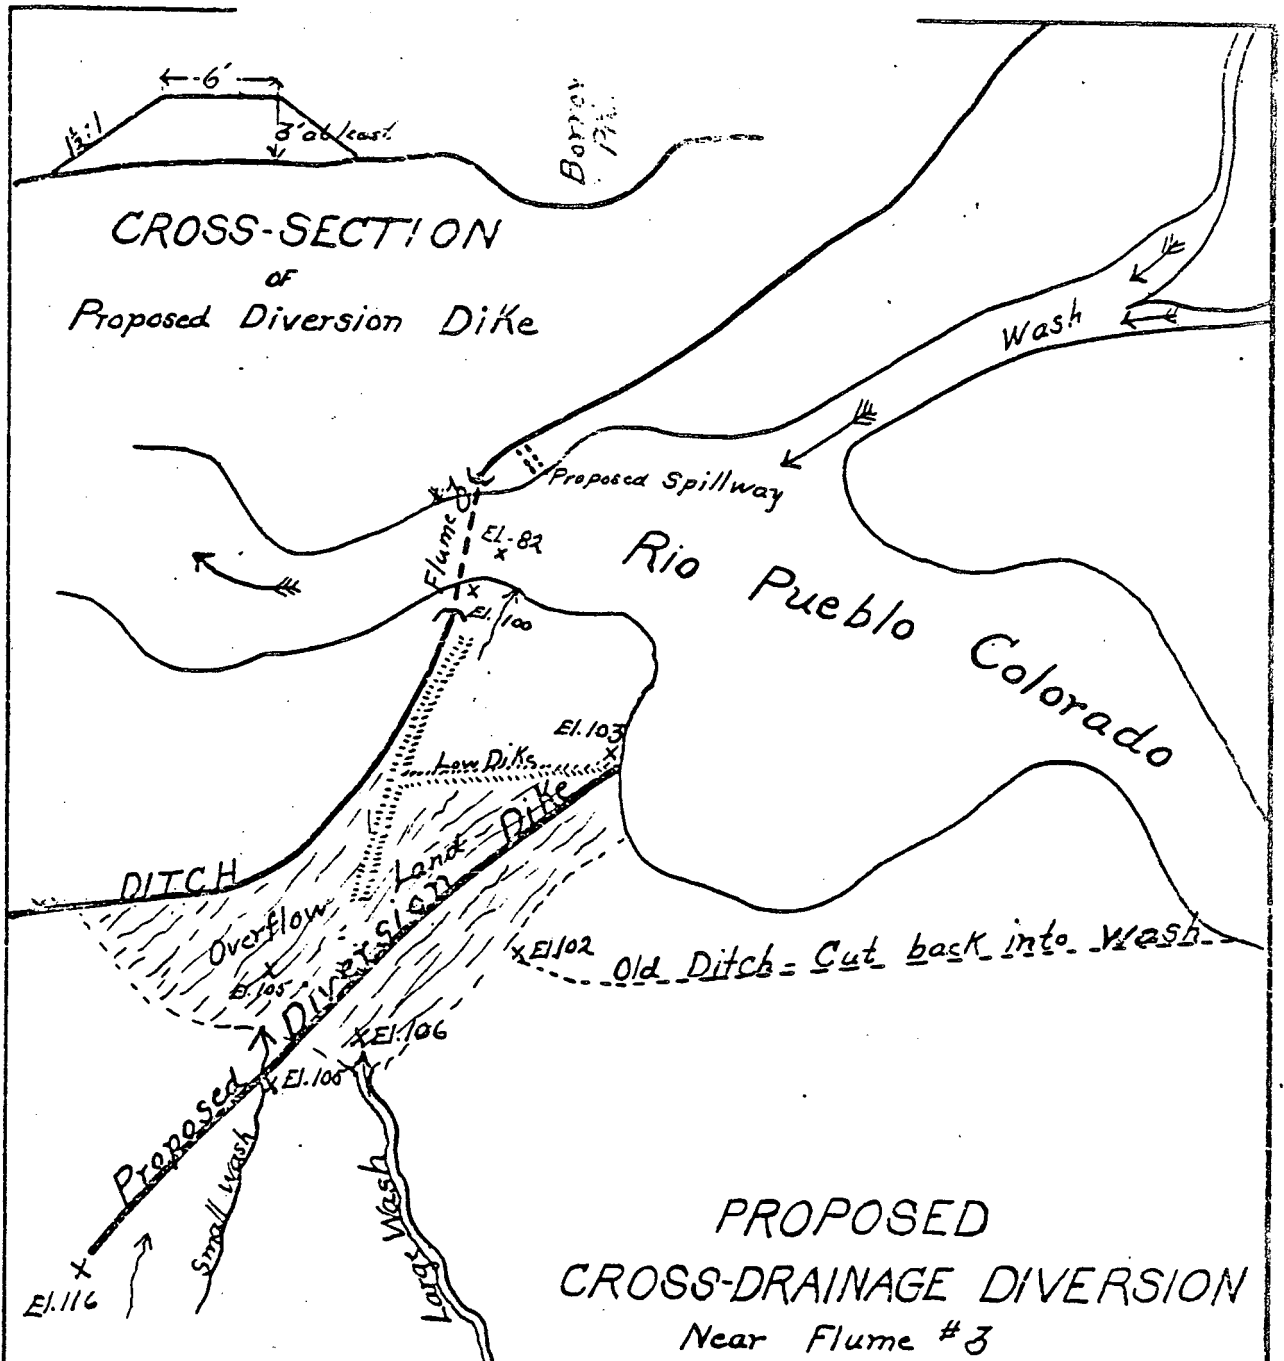 6'
1½:1
3' at least
Borrow
Pit
CROSS-SECTION
OF
Proposed Diversion Dike
Wash
Proposed Spillway
Flume
El. 82
El. 100
Rio Pueblo Colorado
El. 103
Low Diks
DITCH
Overflow Land
El. 105
Proposed Diversion Dike
El. 102
Old Ditch - Cut back into Wash
El. 106
El. 105
Small Wash
Large Wash
El. 116
PROPOSED
CROSS-DRAINAGE DIVERSION
Near Flume #3